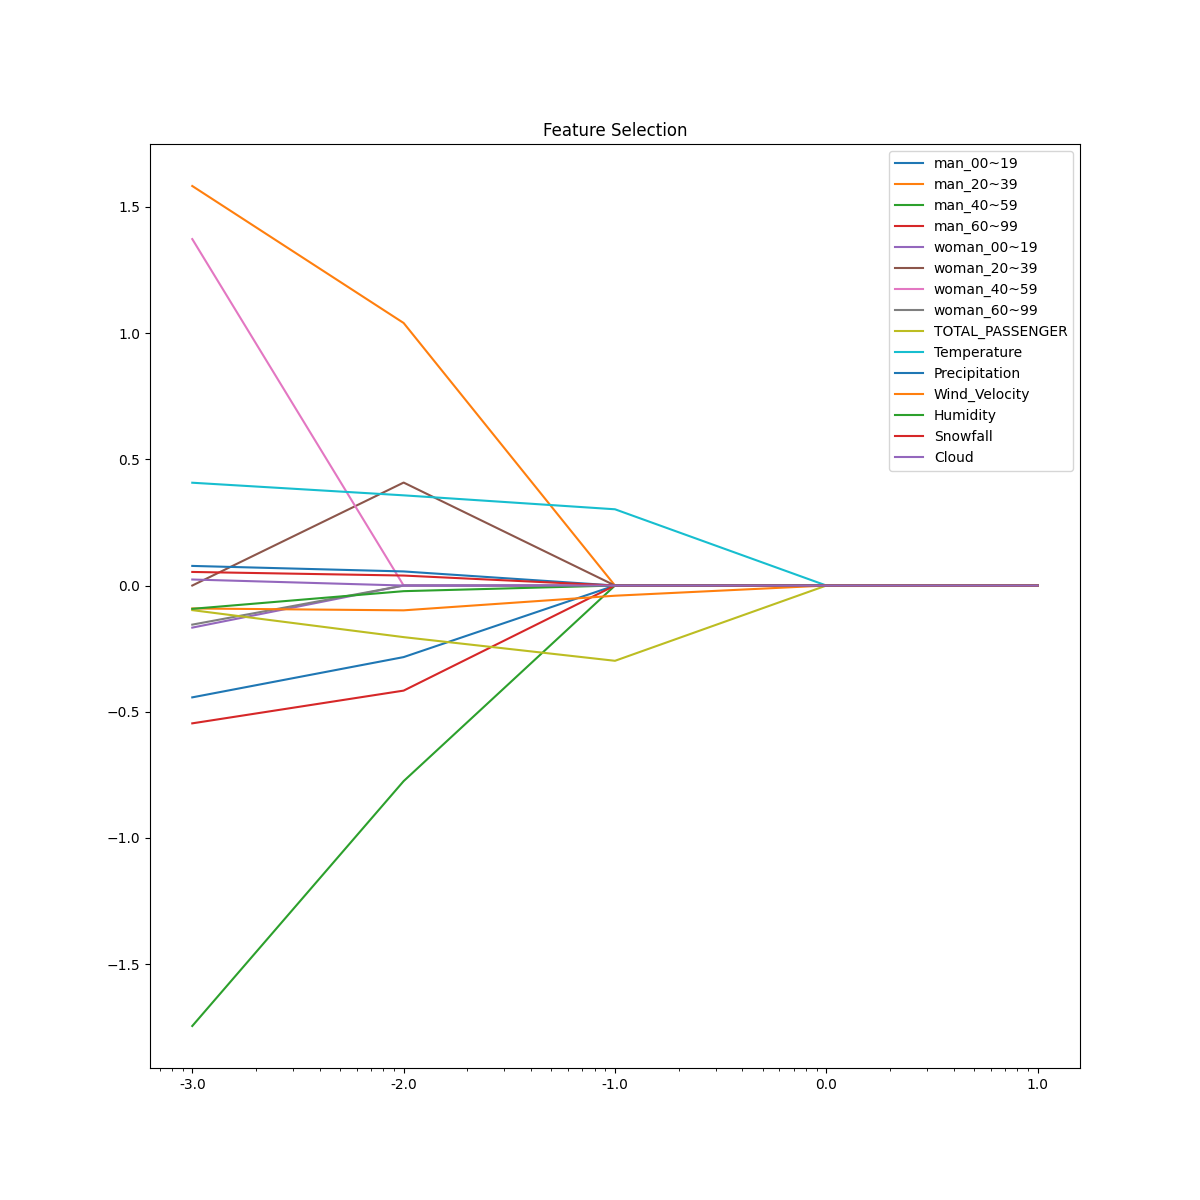 Feature Selection
man_00~19
man_20~39
man_40~59
man_60~99
woman_00~19
woman_20~39
woman_40~59
woman_60~99
TOTAL_PASSENGER
Temperature
Precipitation
Wind_Velocity
Humidity
Snowfall
Cloud
1.5
1.0
0.5
0.0
−0.5
−1.0
−1.5
-3.0 -2.0 -1.0 0.0 1.0